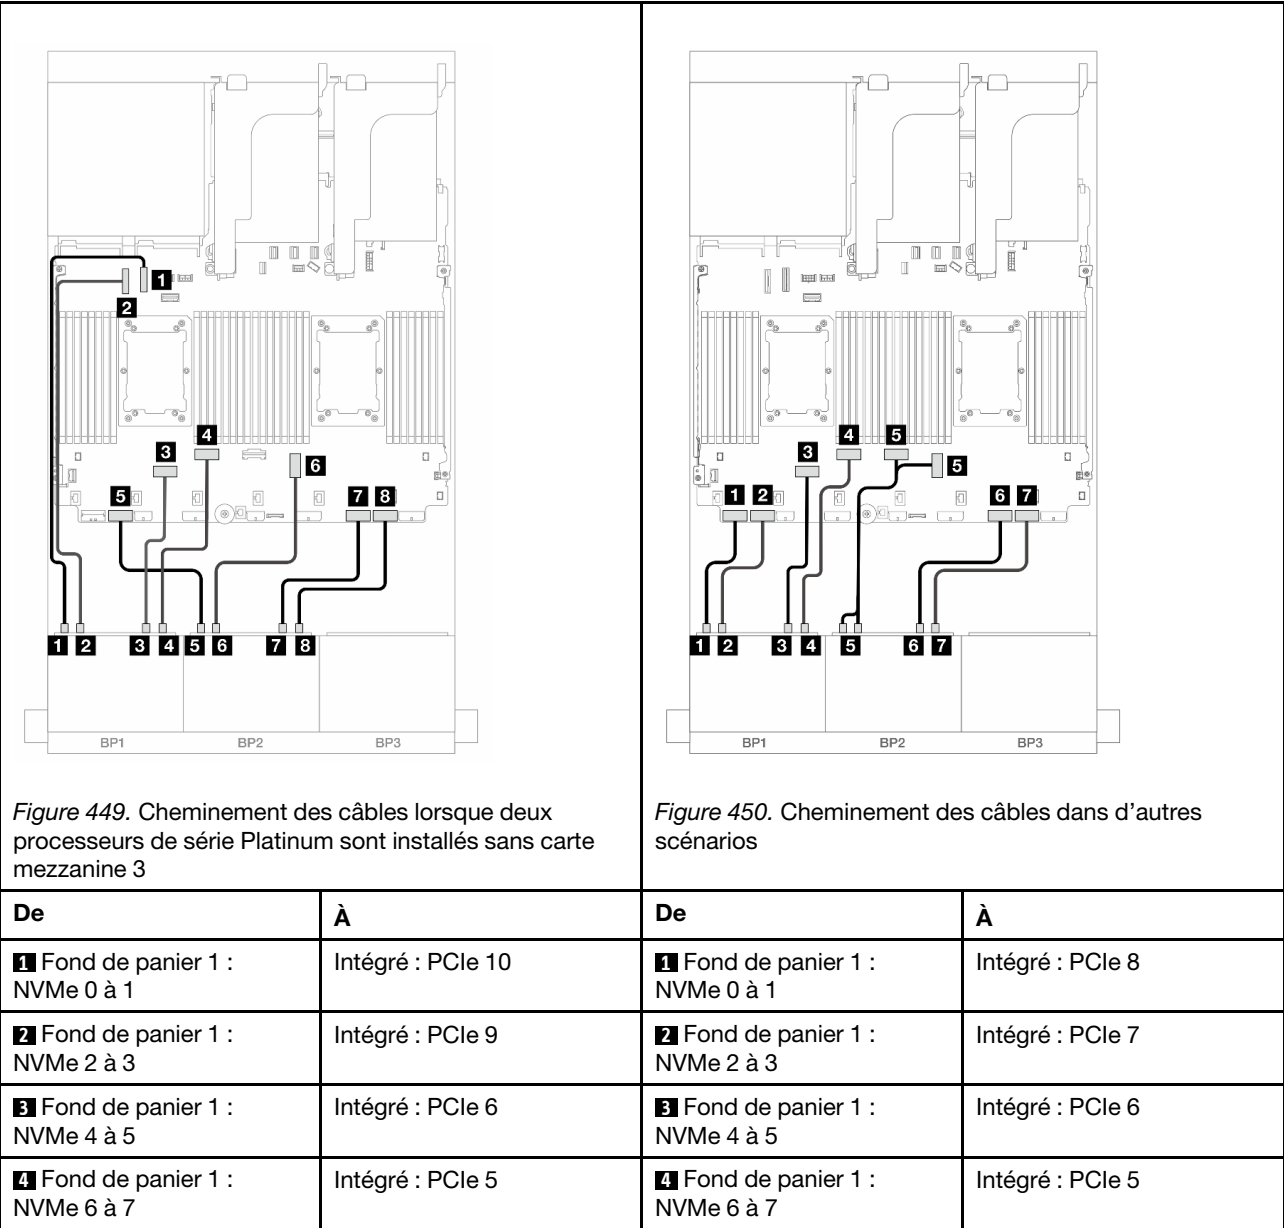 1
2
3
4
5
6
7
8
1
2
3
4
5
6
7
8
BP1
BP2
BP3
Figure 449. Cheminement des câbles lorsque deux
processeurs de série Platinum sont installés sans carte
mezzanine 3
4
5
3
5
1
2
6
7
1
2
3
4
5
6
7
BP1
BP2
BP3
Figure 450. Cheminement des câbles dans d'autres
scénarios
De
À
De
À
1 Fond de panier 1 :
NVMe 0 à 1
Intégré : PCIe 10
1 Fond de panier 1 :
NVMe 0 à 1
Intégré : PCIe 8
2 Fond de panier 1 :
NVMe 2 à 3
Intégré : PCIe 9
2 Fond de panier 1 :
NVMe 2 à 3
Intégré : PCIe 7
3 Fond de panier 1 :
NVMe 4 à 5
Intégré : PCIe 6
3 Fond de panier 1 :
NVMe 4 à 5
Intégré : PCIe 6
4 Fond de panier 1 :
NVMe 6 à 7
Intégré : PCIe 5
4 Fond de panier 1 :
NVMe 6 à 7
Intégré : PCIe 5